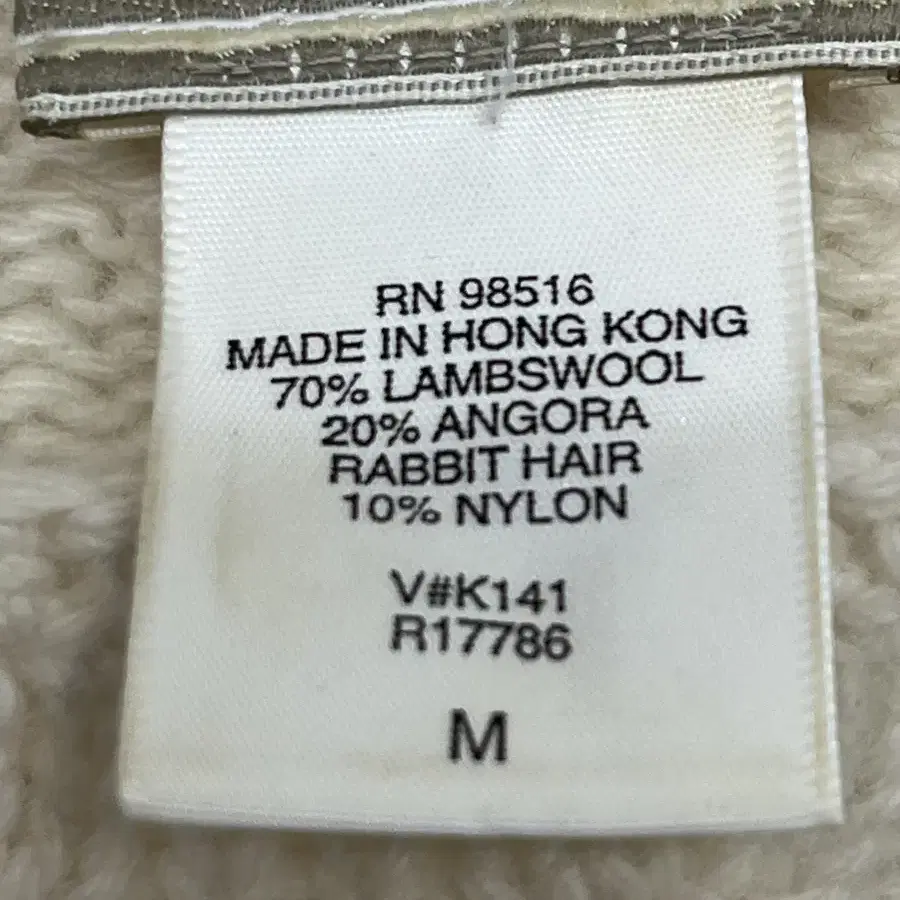 RN 98516
MADE IN HONG KONG
70% LAMBSWOOL
20% ANGORA
RABBIT HAIR
10% NYLON
V#K141
R17786
M